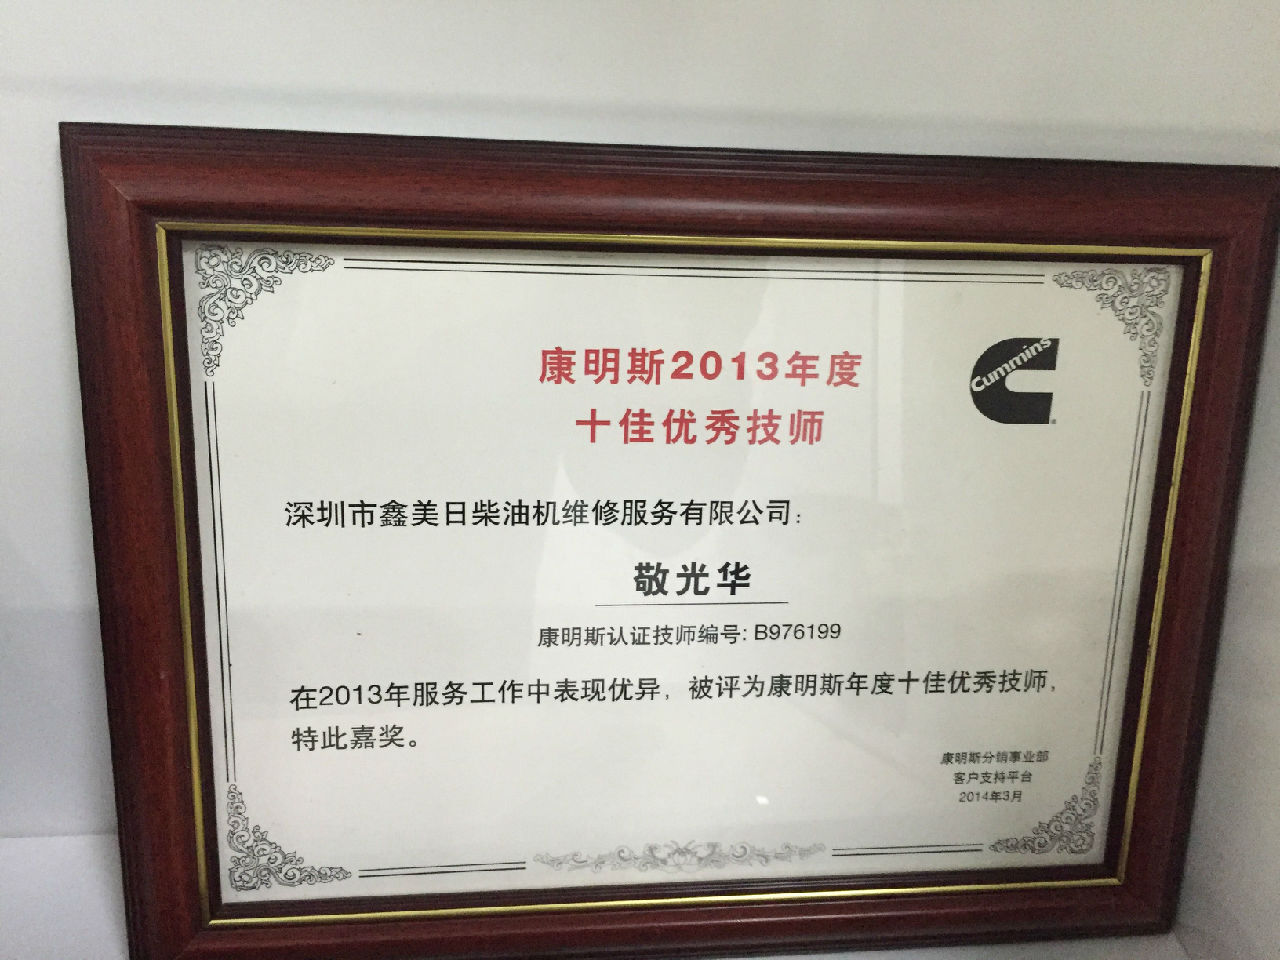 康明斯2013年度
Cummins
十佳优秀技师
深圳市鑫美日柴油机维修服务有限公司:
敬光华
康明斯认证技师编号: B976199
在2013年服务工作中表现优异，被评为康明斯年度十佳优秀技师，
特此嘉奖。
康明斯分销事业部
客户支持平台
2014年3月